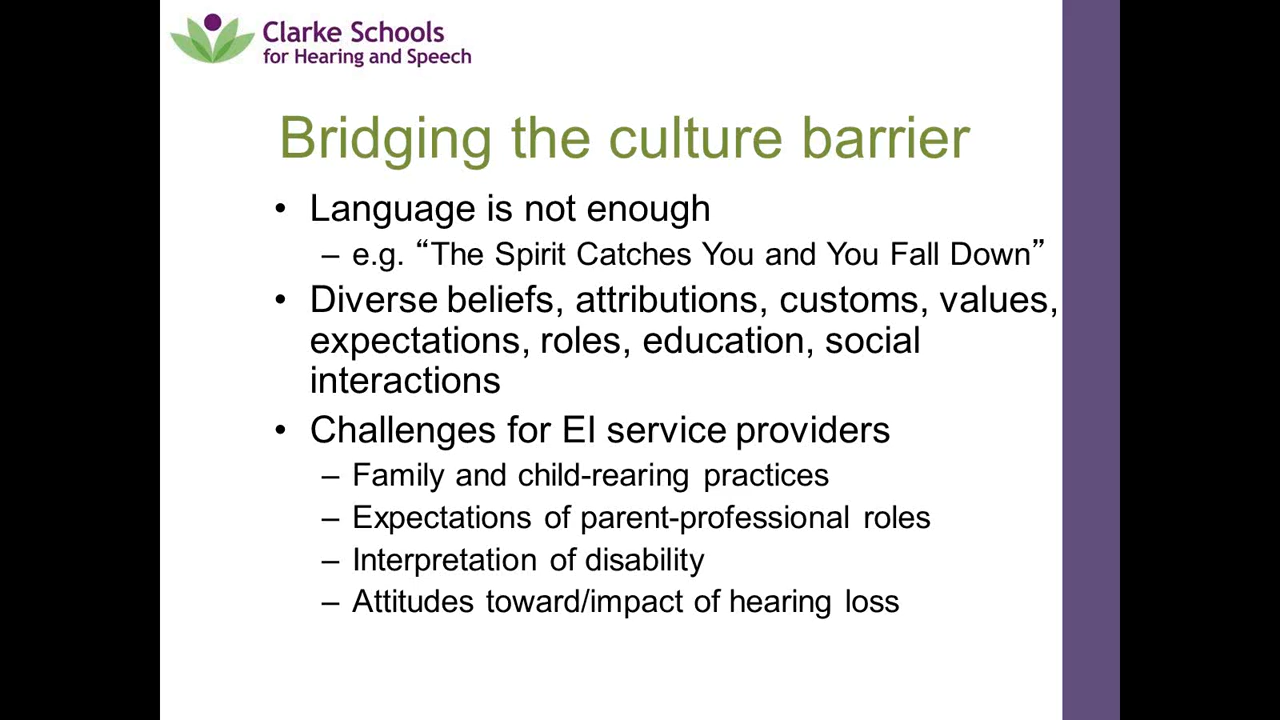 Clarke Schools
for Hearing and Speech
Bridging the culture barrier
• Language is not enough
– e.g. “The Spirit Catches You and You Fall Down”
• Diverse beliefs, attributions, customs, values,
expectations, roles, education, social
interactions
• Challenges for EI service providers
– Family and child-rearing practices
– Expectations of parent-professional roles
– Interpretation of disability
– Attitudes toward/impact of hearing loss